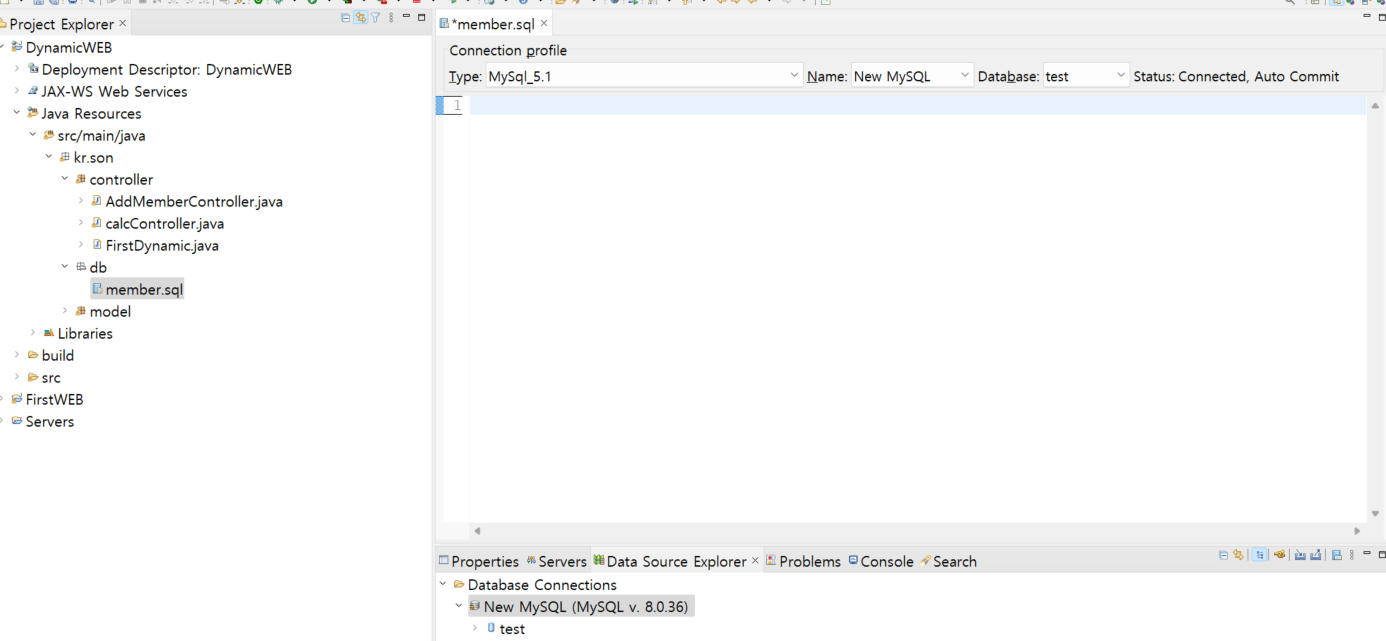 Project Explorer
DynamicWEB
Deployment Descriptor: DynamicWEB
JAX-WS Web Services
Java Resources
src/main/java
kr.son
controller
AddMemberController.java
calcController.java
FirstDynamic.java
db
member.sql
model
Libraries
build
src
FirstWEB
Servers
*member.sql
Connection profile
Type: MySql_5.1 Name: New MySQL Database: test Status: Connected, Auto Commit
1
Properties Servers Data Source Explorer Problems Console Search
Database Connections
New MySQL (MySQL v. 8.0.36)
test